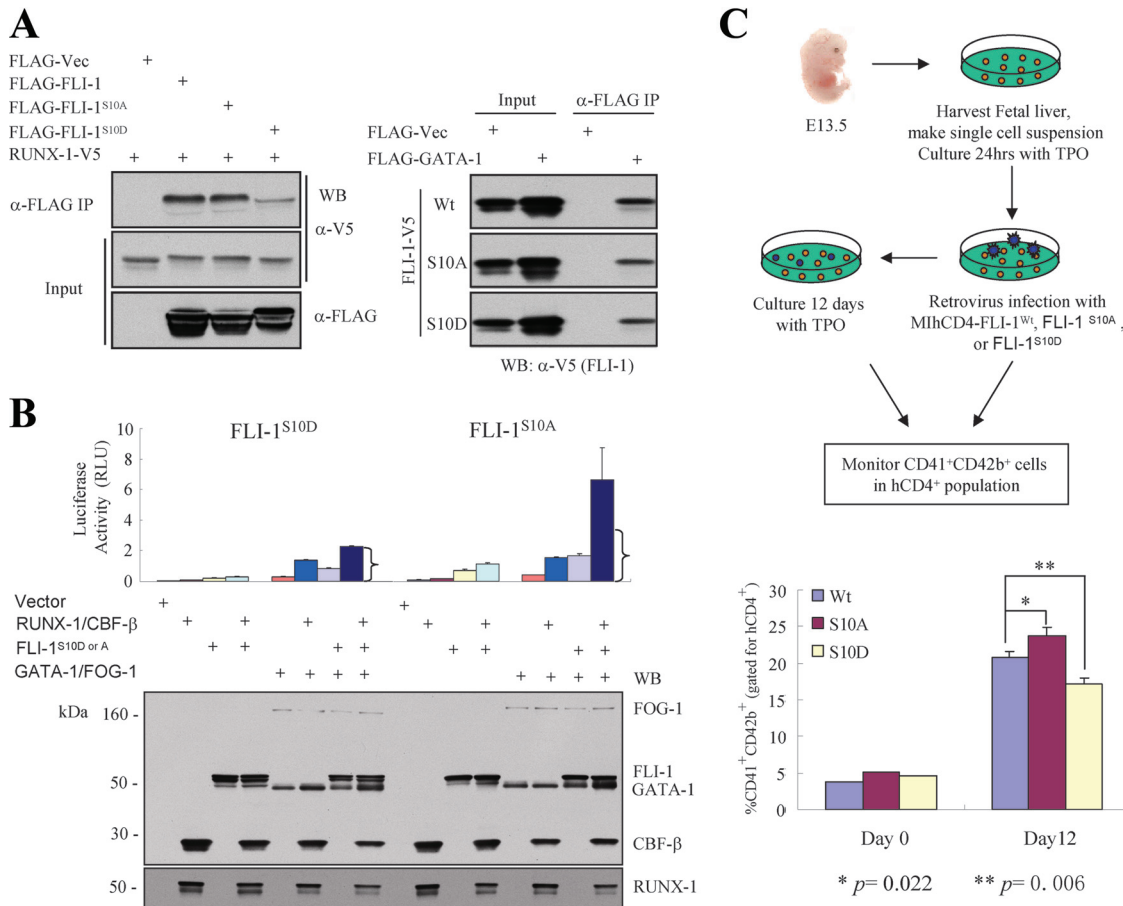 A
FLAG-Vec +
FLAG-FLI-1 +
FLAG-FLI-1S10A +
FLAG-FLI-1S10D +
RUNX-1-V5 + + + +
α-FLAG IP
WB
α-V5
Input
α-FLAG
Input α-FLAG IP
FLAG-Vec + +
FLAG-GATA-1 + +
FLI-1-V5
Wt
S10A
S10D
WB: α-V5 (FLI-1)
B
FLI-1S10D FLI-1S10A
Luciferase
Activity (RLU)
10
8
6
4
2
0
Vector + +
RUNX-1/CBF-β + + + + + + + +
FLI-1S10D or A + + + + + + + +
GATA-1/FOG-1 + + + + + + + +
WB
kDa
160 -
50 -
30 -
50 -
FOG-1
FLI-1
GATA-1
CBF-β
RUNX-1
C
E13.5
Harvest Fetal liver,
make single cell suspension
Culture 24hrs with TPO
Retrovirus infection with
MIhCD4-FLI-1Wt, FLI-1 S10A ,
or FLI-1S10D
Culture 12 days
with TPO
Monitor CD41+CD42b+ cells
in hCD4+ population
%CD41+CD42b+ (gated for hCD4+)
30
25
20
15
10
5
0
Wt
S10A
S10D
*
**
Day 0 Day12
* p= 0.022 ** p= 0.006